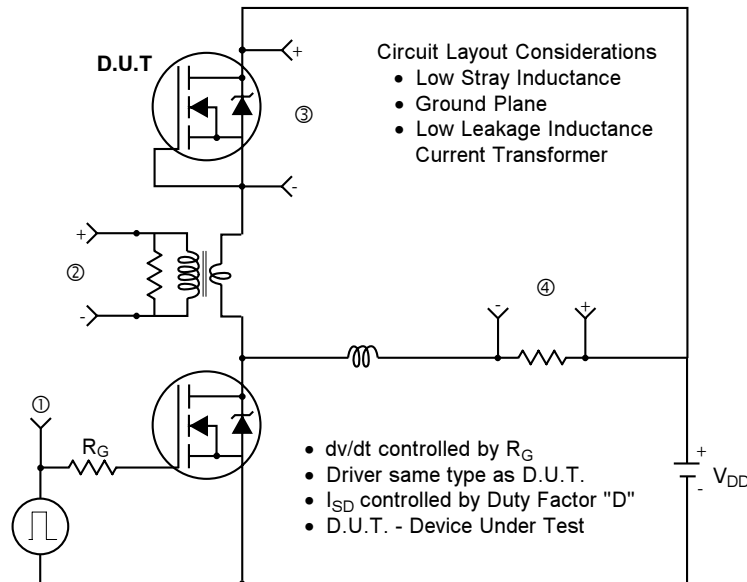 D.U.T
+
③
-
Circuit Layout Considerations
• Low Stray Inductance
• Ground Plane
• Low Leakage Inductance
Current Transformer
+
②
-
④
-
+
①
RG
+
VDD
-
• dv/dt controlled by RG
• Driver same type as D.U.T.
• ISD controlled by Duty Factor "D"
• D.U.T. - Device Under Test